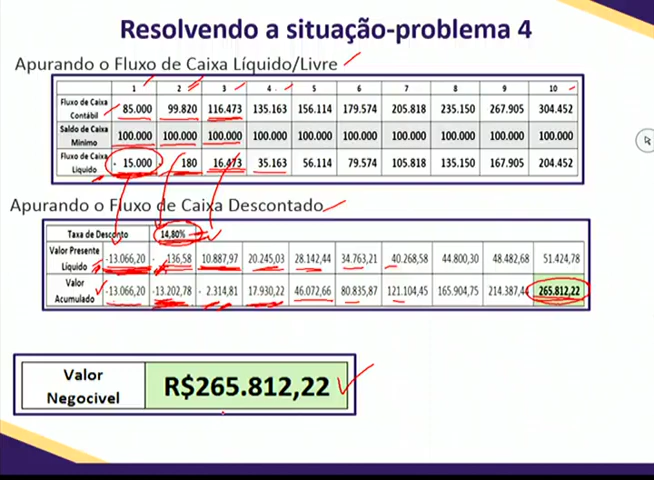 Resolvendo a situação-problema 4
Apurando o Fluxo de Caixa Líquido/Livre
1 2 3 4 5 6 7 8 9 10
Fluxo de Caixa Contábil 85.000 99.820 116.473 135.163 156.114 179.574 205.818 235.150 267.905 304.452
Saldo de Caixa Mínimo 100.000 100.000 100.000 100.000 100.000 100.000 100.000 100.000 100.000 100.000
Fluxo de Caixa Líquido - 15.000 - 180 16.473 35.163 56.114 79.574 105.818 135.150 167.905 204.452
Apurando o Fluxo de Caixa Descontado
Taxa de Desconto 14,80%
Valor Presente Líquido -13.066,20 - 136,58 10.887,97 20.245,03 28.142,44 34.763,21 40.268,58 44.800,30 48.482,68 51.424,78
Valor Acumulado -13.066,20 -13.202,78 - 2.314,81 17.930,22 46.072,66 80.835,87 121.104,45 165.904,75 214.387,44 265.812,22
Valor Negocivel R$265.812,22